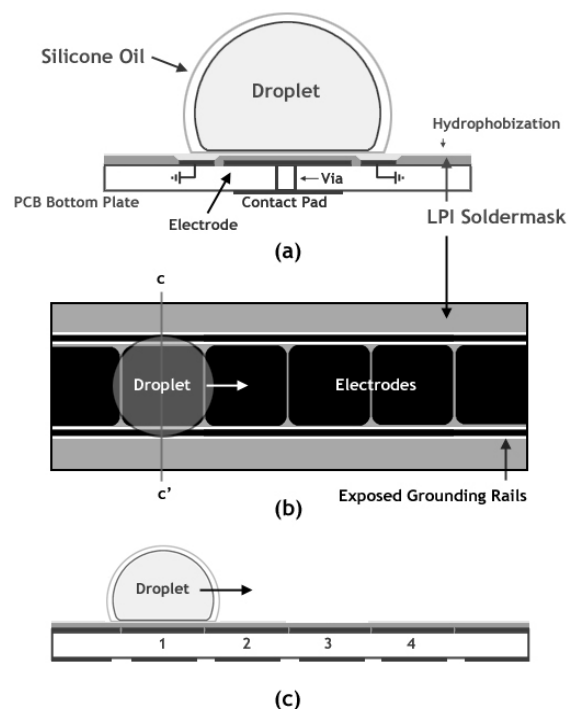 Silicone Oil
Droplet
Hydrophobization
Via
PCB Bottom Plate
Contact Pad
Electrode
LPI Soldermask
(a)
c
Droplet
Electrodes
c'
Exposed Grounding Rails
(b)
Droplet
1 2 3 4
(c)